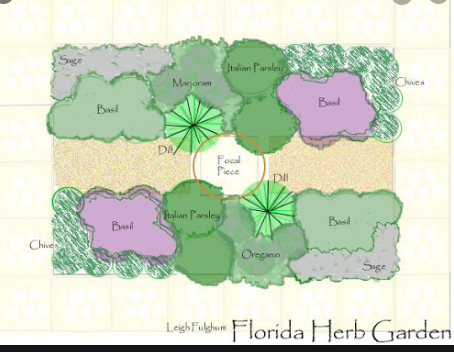 Sage
Italian Parsley
Marjoram
Chives
Basil
Basil
Dill
Focal
Piece
Dill
Italian Parsley
Basil
Basil
Chives
Oregano
Sage
Leigh Fulghum Florida Herb Garden